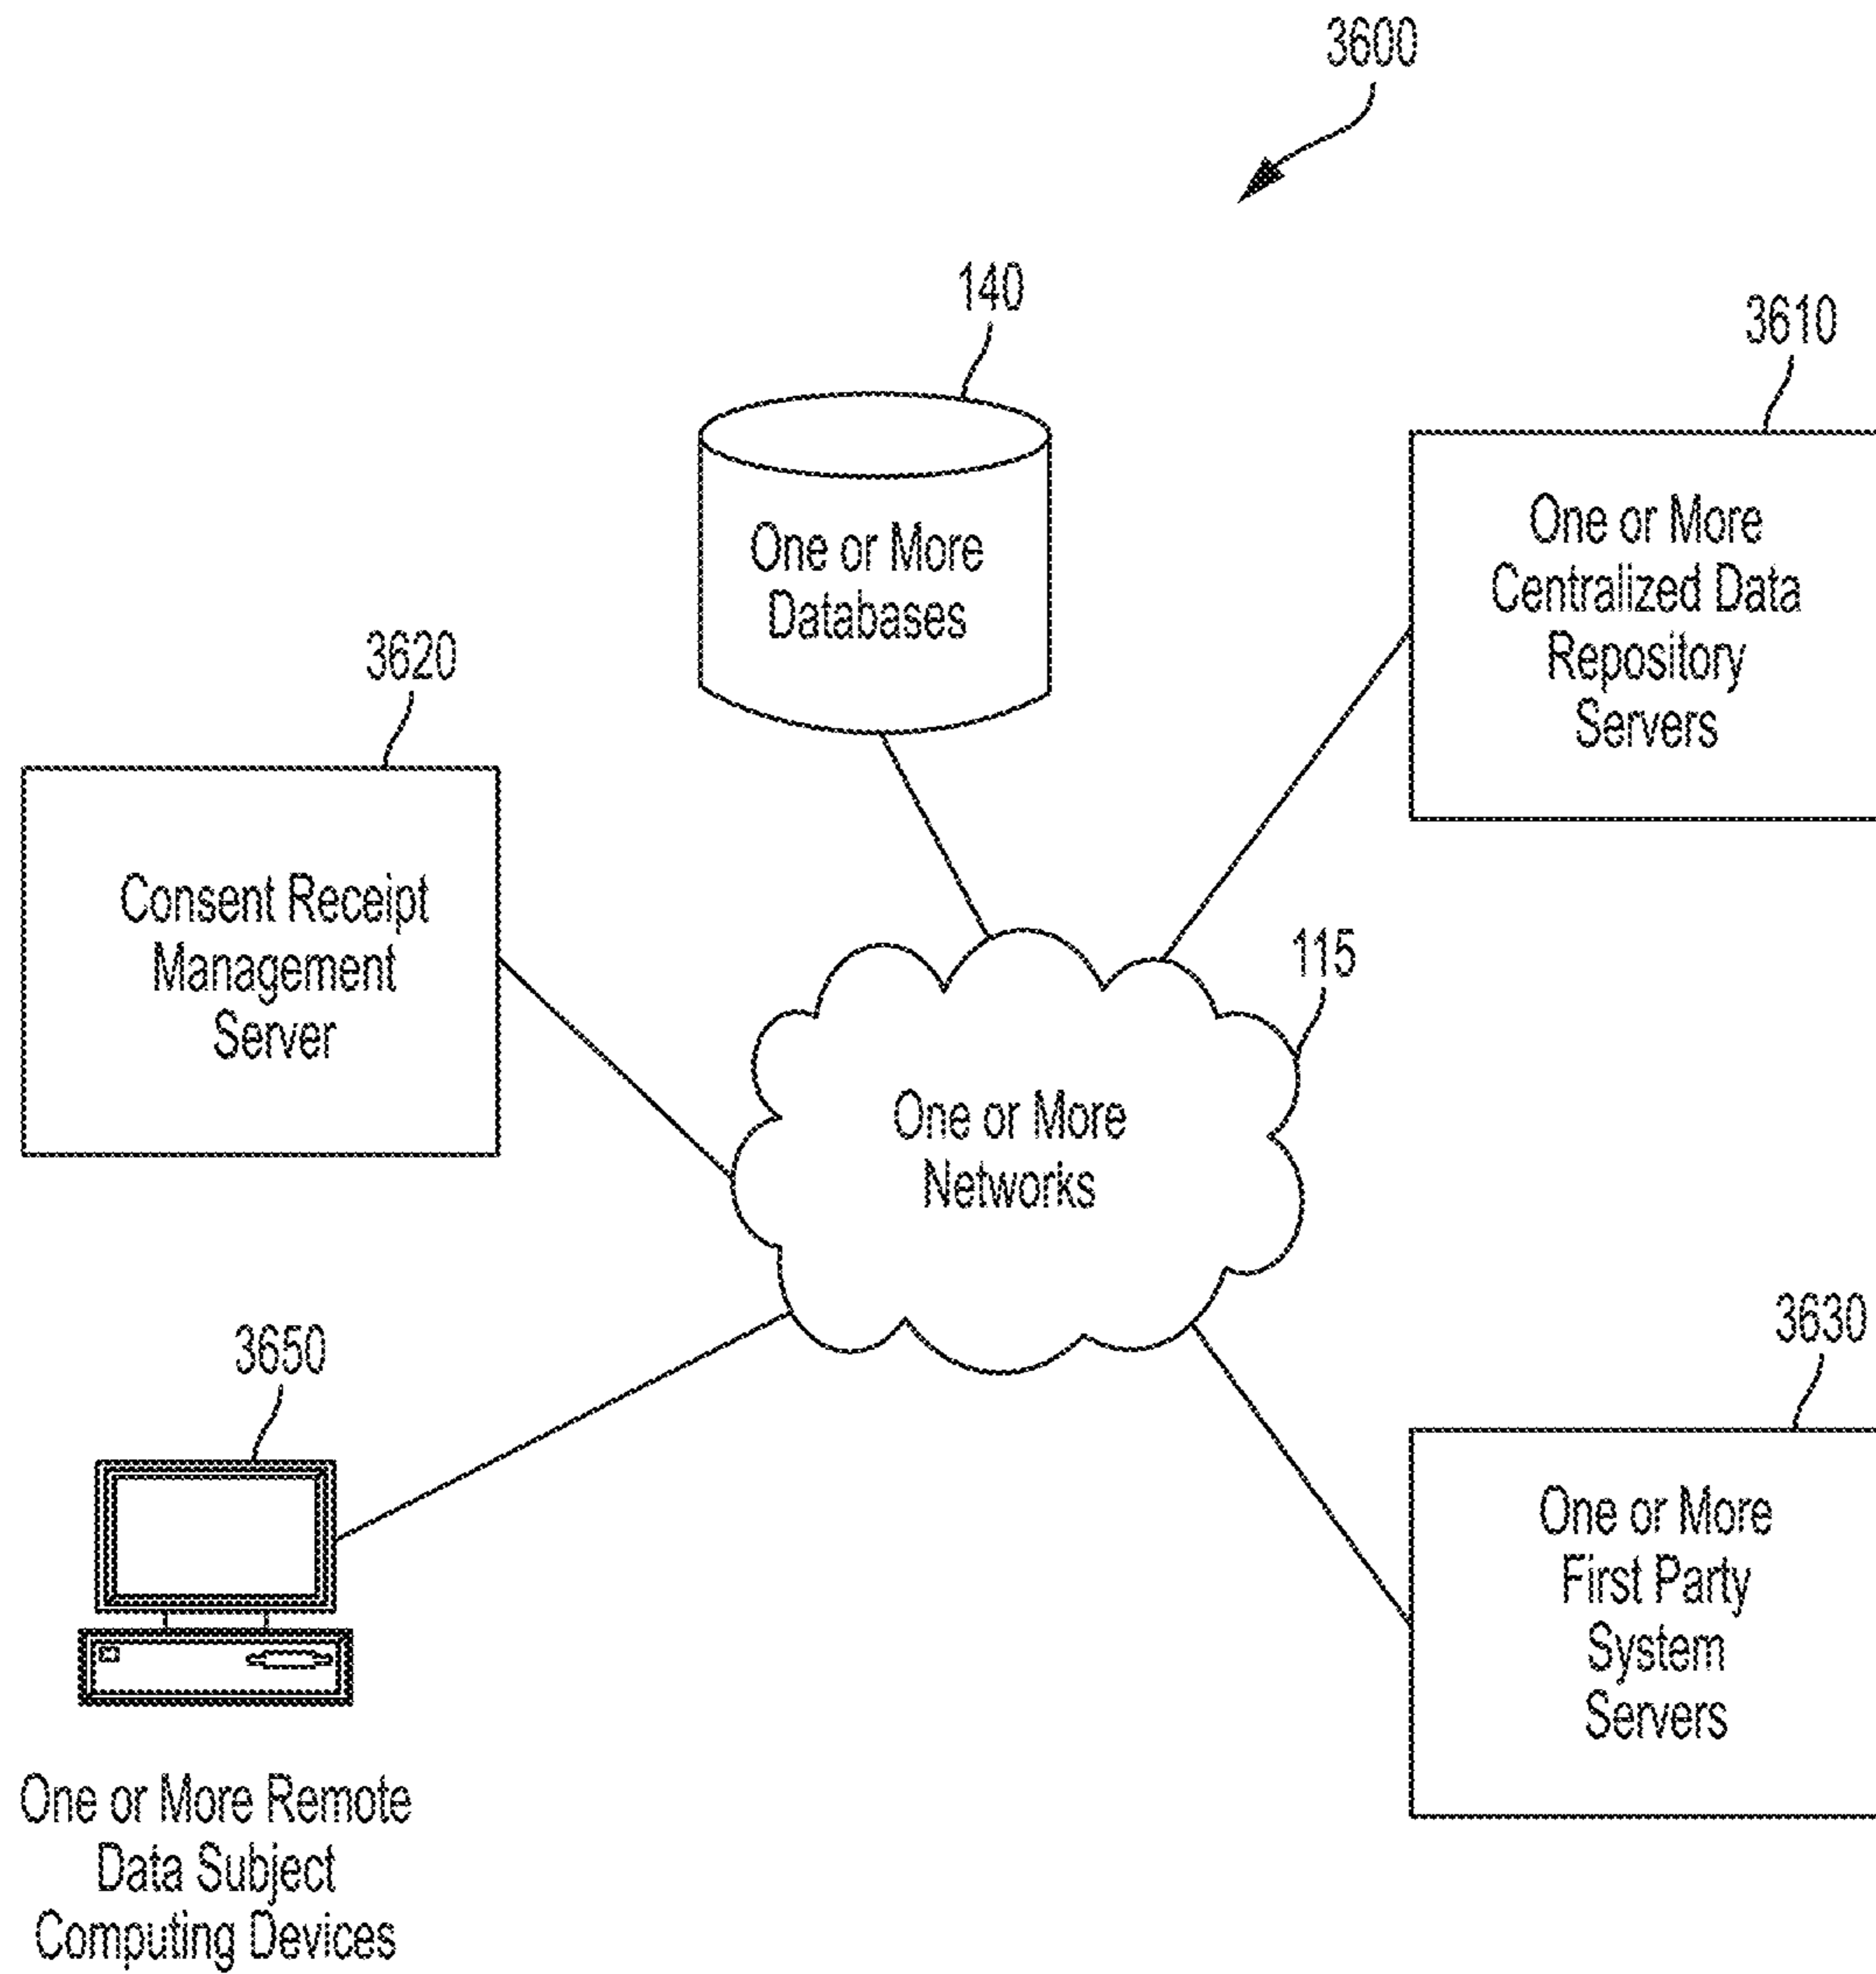 3600
140
One or More
Databases
3610
One or More
Centralized Data
Repository
Servers
3620
Consent Receipt
Management
Server
115
One or More
Networks
3650
One or More Remote
Data Subject
Computing Devices
3630
One or More
First Party
System
Servers